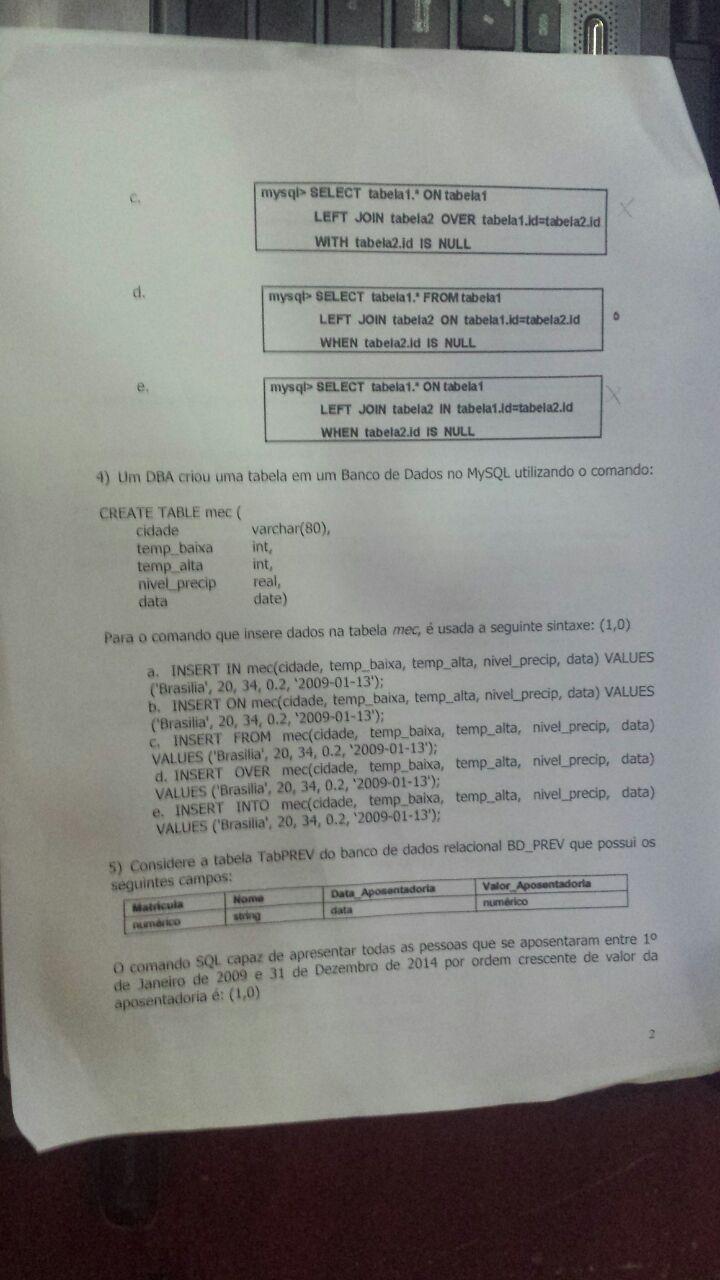 c.
mysql> SELECT tabela1.* ON tabela1
LEFT JOIN tabela2 OVER tabela1.id=tabela2.id
WITH tabela2.id IS NULL
X
d.
mysql> SELECT tabela1.* FROM tabela1
LEFT JOIN tabela2 ON tabela1.id=tabela2.id
WHEN tabela2.id IS NULL
e.
mysql> SELECT tabela1.* ON tabela1
LEFT JOIN tabela2 IN tabela1.id=tabela2.id
WHEN tabela2.id IS NULL
X
4) Um DBA criou uma tabela em um Banco de Dados no MySQL utilizando o comando:
CREATE TABLE mec (
cidade varchar(80),
temp_baixa int,
temp_alta int,
nivel_precip real,
data date)
Para o comando que insere dados na tabela mec, é usada a seguinte sintaxe: (1,0)
a. INSERT IN mec(cidade, temp_baixa, temp_alta, nivel_precip, data) VALUES
('Brasilia', 20, 34, 0.2, '2009-01-13');
b. INSERT ON mec(cidade, temp_baixa, temp_alta, nivel_precip, data) VALUES
('Brasilia', 20, 34, 0.2, '2009-01-13');
c. INSERT FROM mec(cidade, temp_baixa, temp_alta, nivel_precip, data)
VALUES ('Brasilia', 20, 34, 0.2, '2009-01-13');
d. INSERT OVER mec(cidade, temp_baixa, temp_alta, nivel_precip, data)
VALUES ('Brasilia', 20, 34, 0.2, '2009-01-13');
e. INSERT INTO mec(cidade, temp_baixa, temp_alta, nivel_precip, data)
VALUES ('Brasilia', 20, 34, 0.2, '2009-01-13');
5) Considere a tabela TabPREV do banco de dados relacional BD_PREV que possui os
seguintes campos:
Matricula Nome Data_Aposentadoria Valor_Aposentadoria
numérico string data numérico
O comando SQL capaz de apresentar todas as pessoas que se aposentaram entre 1º
de Janeiro de 2009 e 31 de Dezembro de 2014 por ordem crescente de valor da
aposentadoria é: (1,0)
2